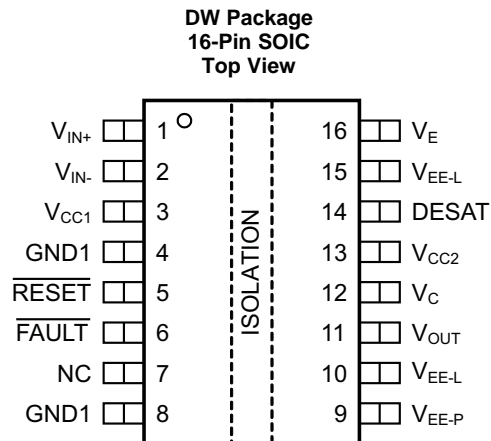 DW Package
16-Pin SOIC
Top View
VIN+ 1 16 VE
VIN- 2 15 VEE-L
VCC1 3 14 DESAT
GND1 4 13 VCC2
RESET 5 12 VC
FAULT 6 11 VOUT
NC 7 10 VEE-L
GND1 8 9 VEE-P
ISOLATION